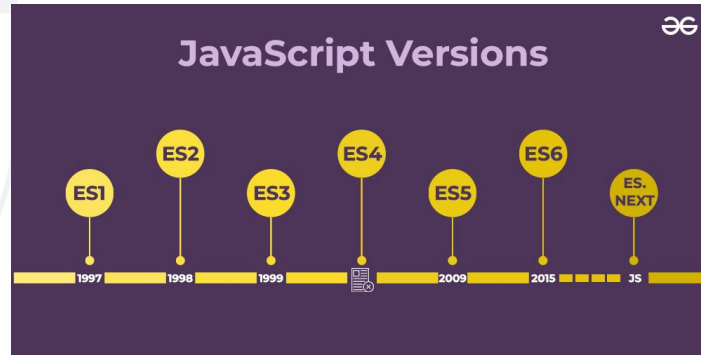 JavaScript Versions
ES1
ES2
ES3
ES4
ES5
ES6
ES.
NEXT
1997
1998
1999
2009
2015
JS